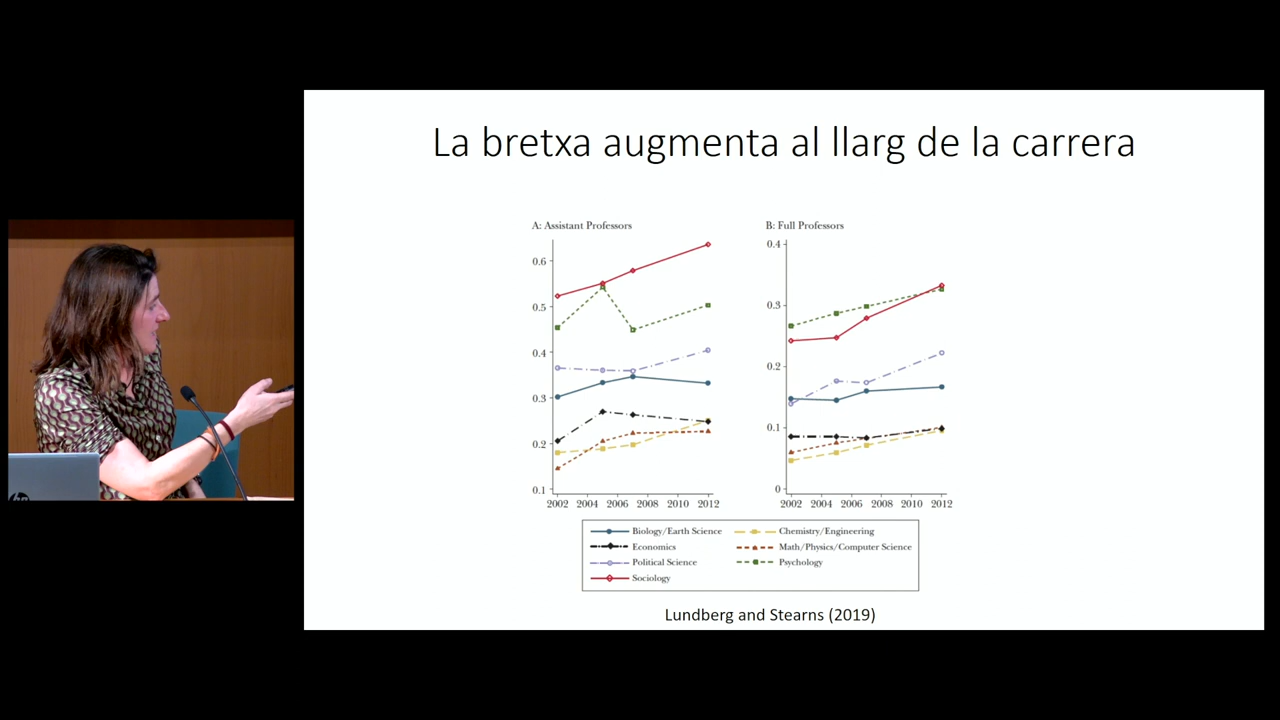 La bretxa augmenta al llarg de la carrera
A: Assistant Professors
0.6
0.5
0.4
0.3
0.2
0.1
2002 2004 2006 2008 2010 2012
B: Full Professors
0.4
0.3
0.2
0.1
0
2002 2004 2006 2008 2010 2012
Biology/Earth Science
Chemistry/Engineering
Economics
Math/Physics/Computer Science
Political Science
Psychology
Sociology
Lundberg and Stearns (2019)
hp